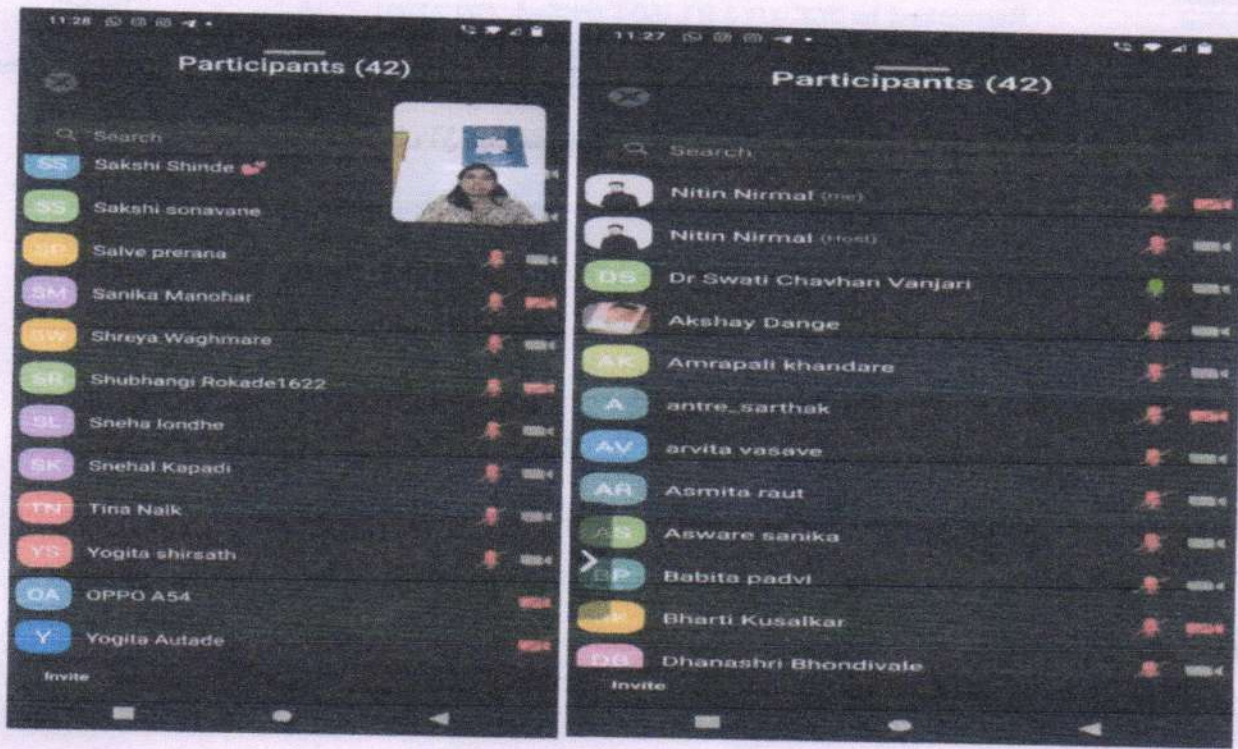 11:28
Participants (42)
Search
SS Sakshi Shinde 💕
SS Sakshi sonavane
SP Salve prerana
SM Sanika Manohar
SW Shreya Waghmare
SR Shubhangi Rokade1622
SL Sneha londhe
SK Snehal Kapadi
TN Tina Naik
YS Yogita shirsath
OA OPPO A54
Y Yogita Autade
Invite
11:27
Participants (42)
Search
Nitin Nirmal (me)
Nitin Nirmal (Host)
DS Dr Swati Chavhan Vanjari
Akshay Dange
AK Amrapali khandare
A antre_sarthak
AV arvita vasave
AR Asmita raut
AS Asware sanika
BP Babita padvi
Bharti Kusalkar
DB Dhanashri Bhondivale
Invite